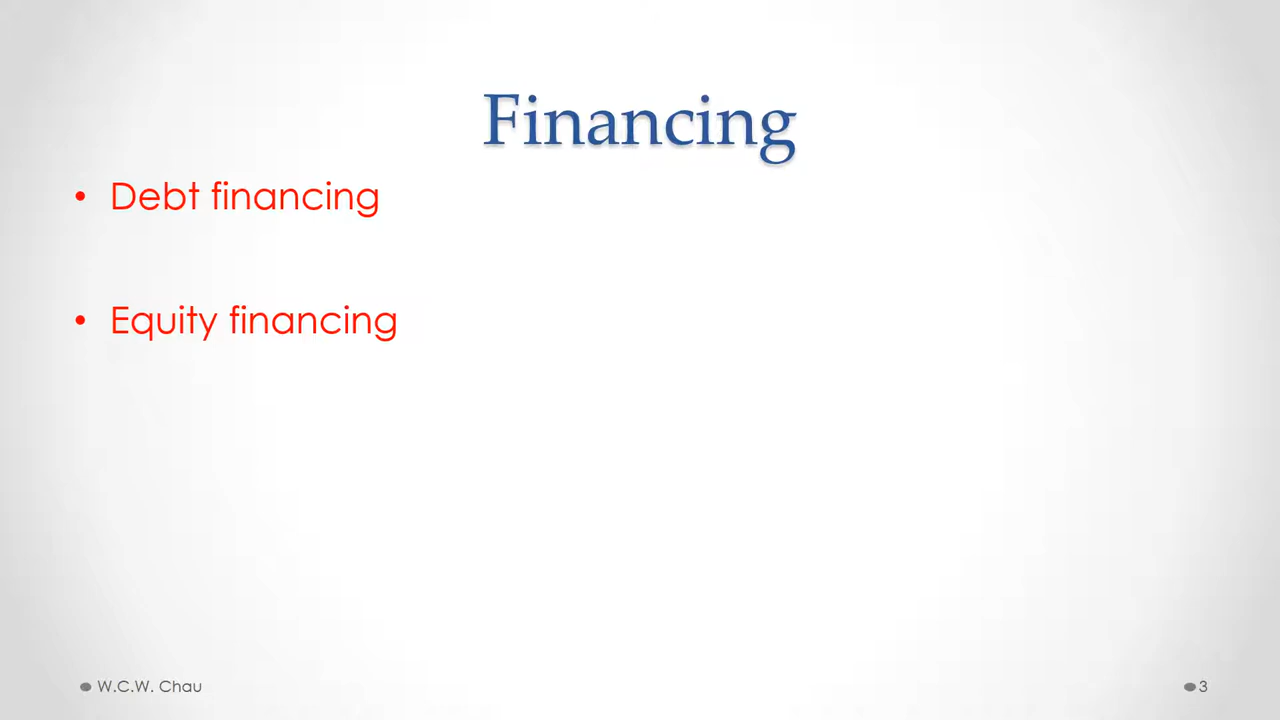 Financing
• Debt financing
• Equity financing
W.C.W. Chau
3